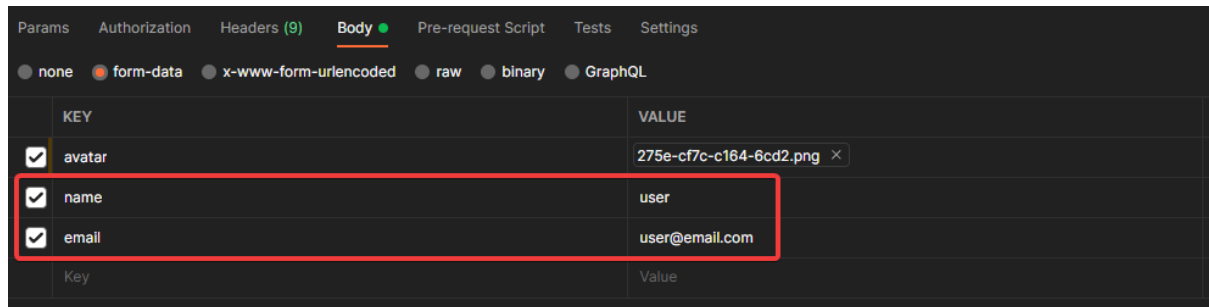 Params Authorization Headers (9) Body Pre-request Script Tests Settings
none form-data x-www-form-urlencoded raw binary GraphQL
KEY VALUE
avatar 275e-cf7c-c164-6cd2.png ×
name user
email user@email.com
Key Value